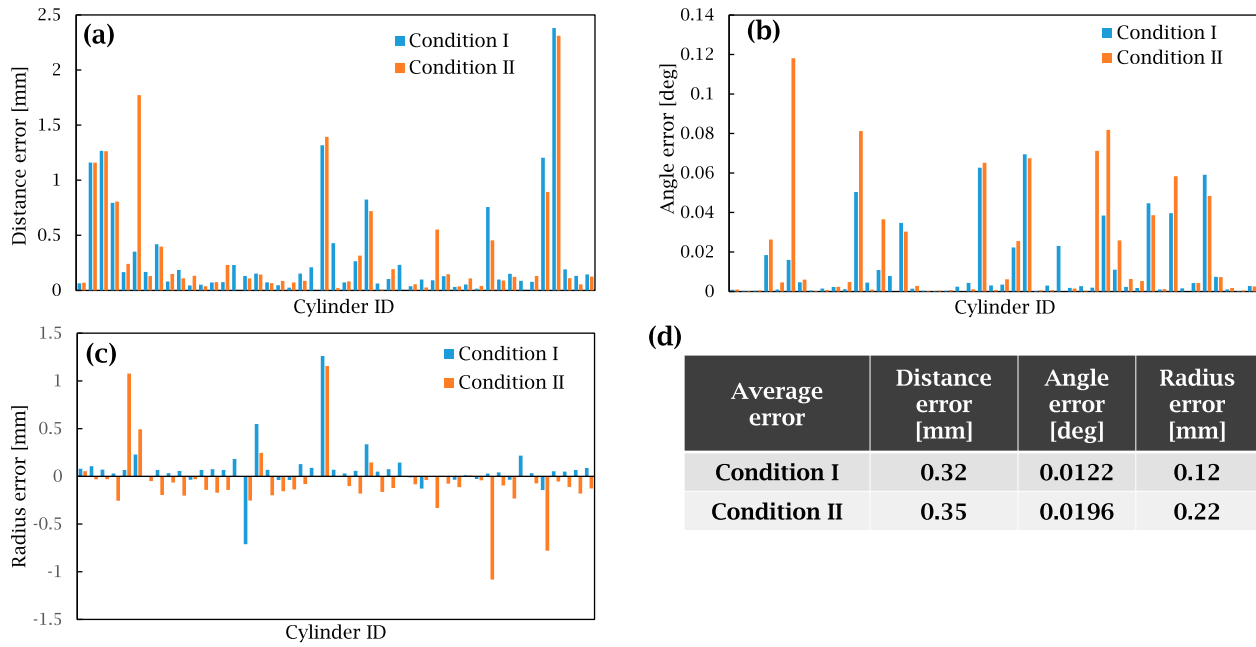 (a)
Condition I
Condition II
Distance error [mm]
2.5
2
1.5
1
0.5
0
Cylinder ID
(b)
Condition I
Condition II
Angle error [deg]
0.14
0.12
0.1
0.08
0.06
0.04
0.02
0
Cylinder ID
(c)
Condition I
Condition II
Radius error [mm]
1.5
1
0.5
0
-0.5
-1
-1.5
Cylinder ID
(d)
Average error
Distance error [mm]
Angle error [deg]
Radius error [mm]
Condition I 0.32 0.0122 0.12
Condition II 0.35 0.0196 0.22